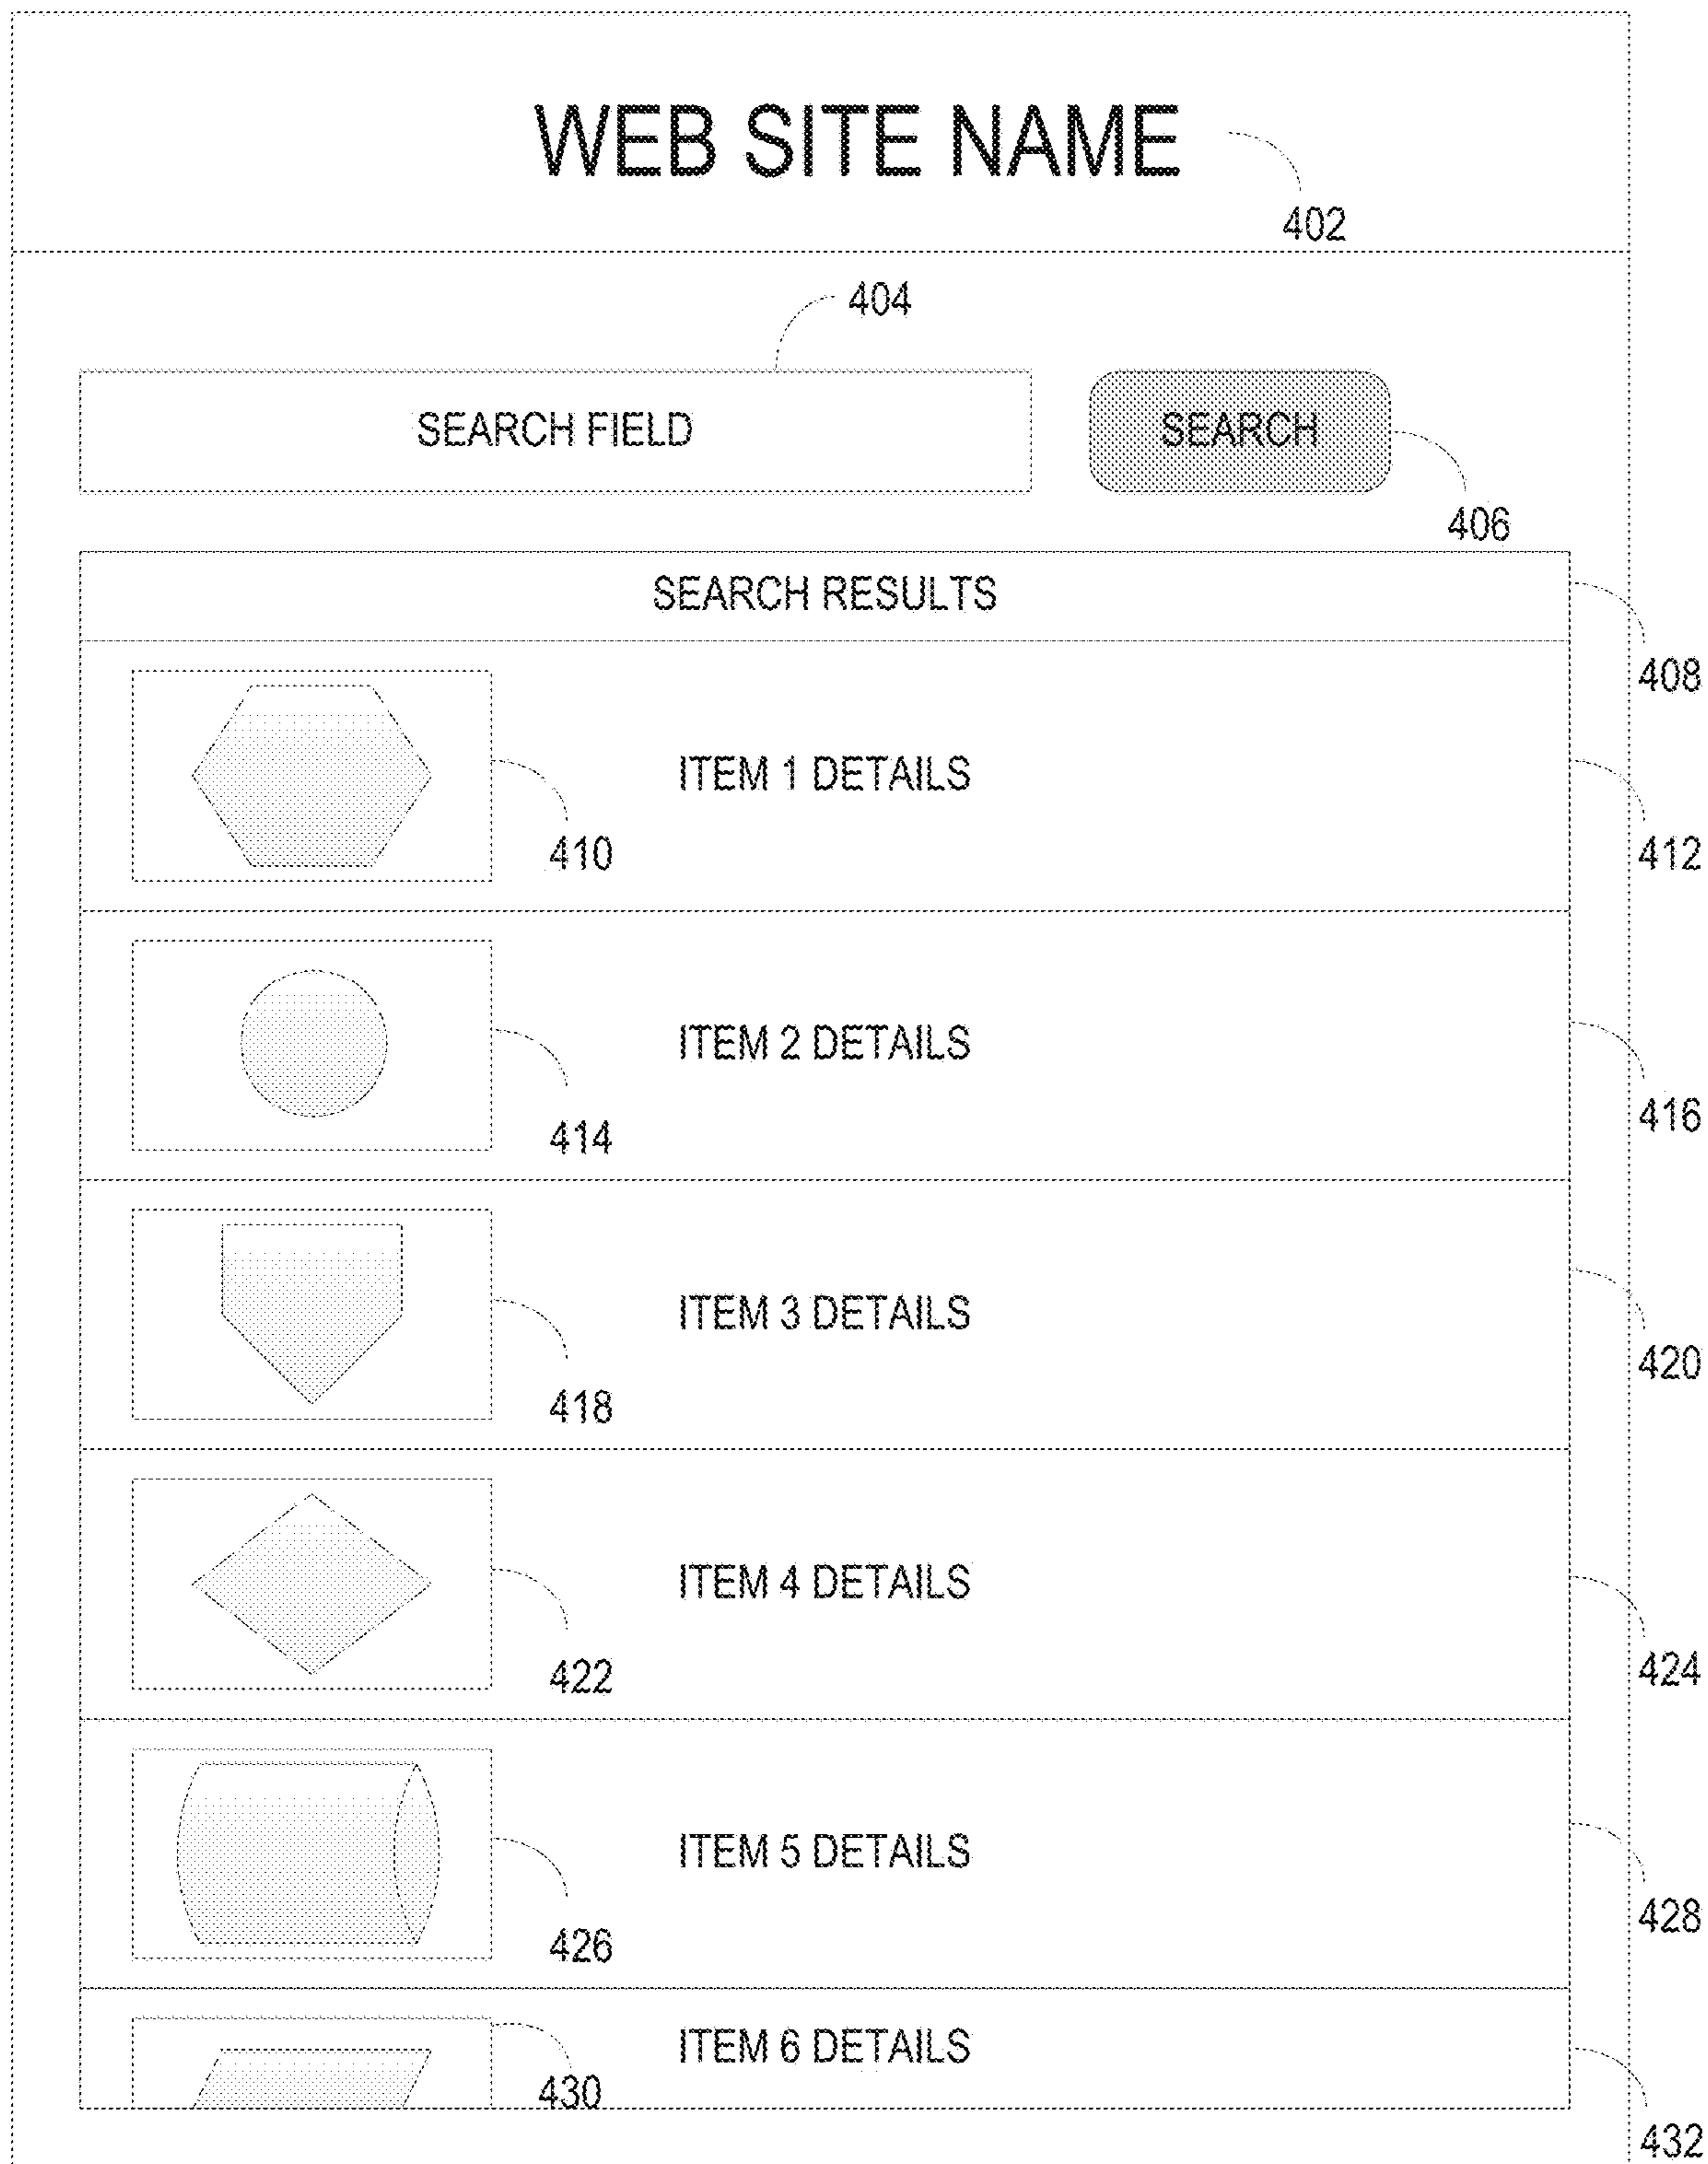 WEB SITE NAME
402
404
SEARCH FIELD
SEARCH
406
SEARCH RESULTS
408
ITEM 1 DETAILS
410
412
ITEM 2 DETAILS
414
416
ITEM 3 DETAILS
418
420
ITEM 4 DETAILS
422
424
ITEM 5 DETAILS
426
428
ITEM 6 DETAILS
430
432